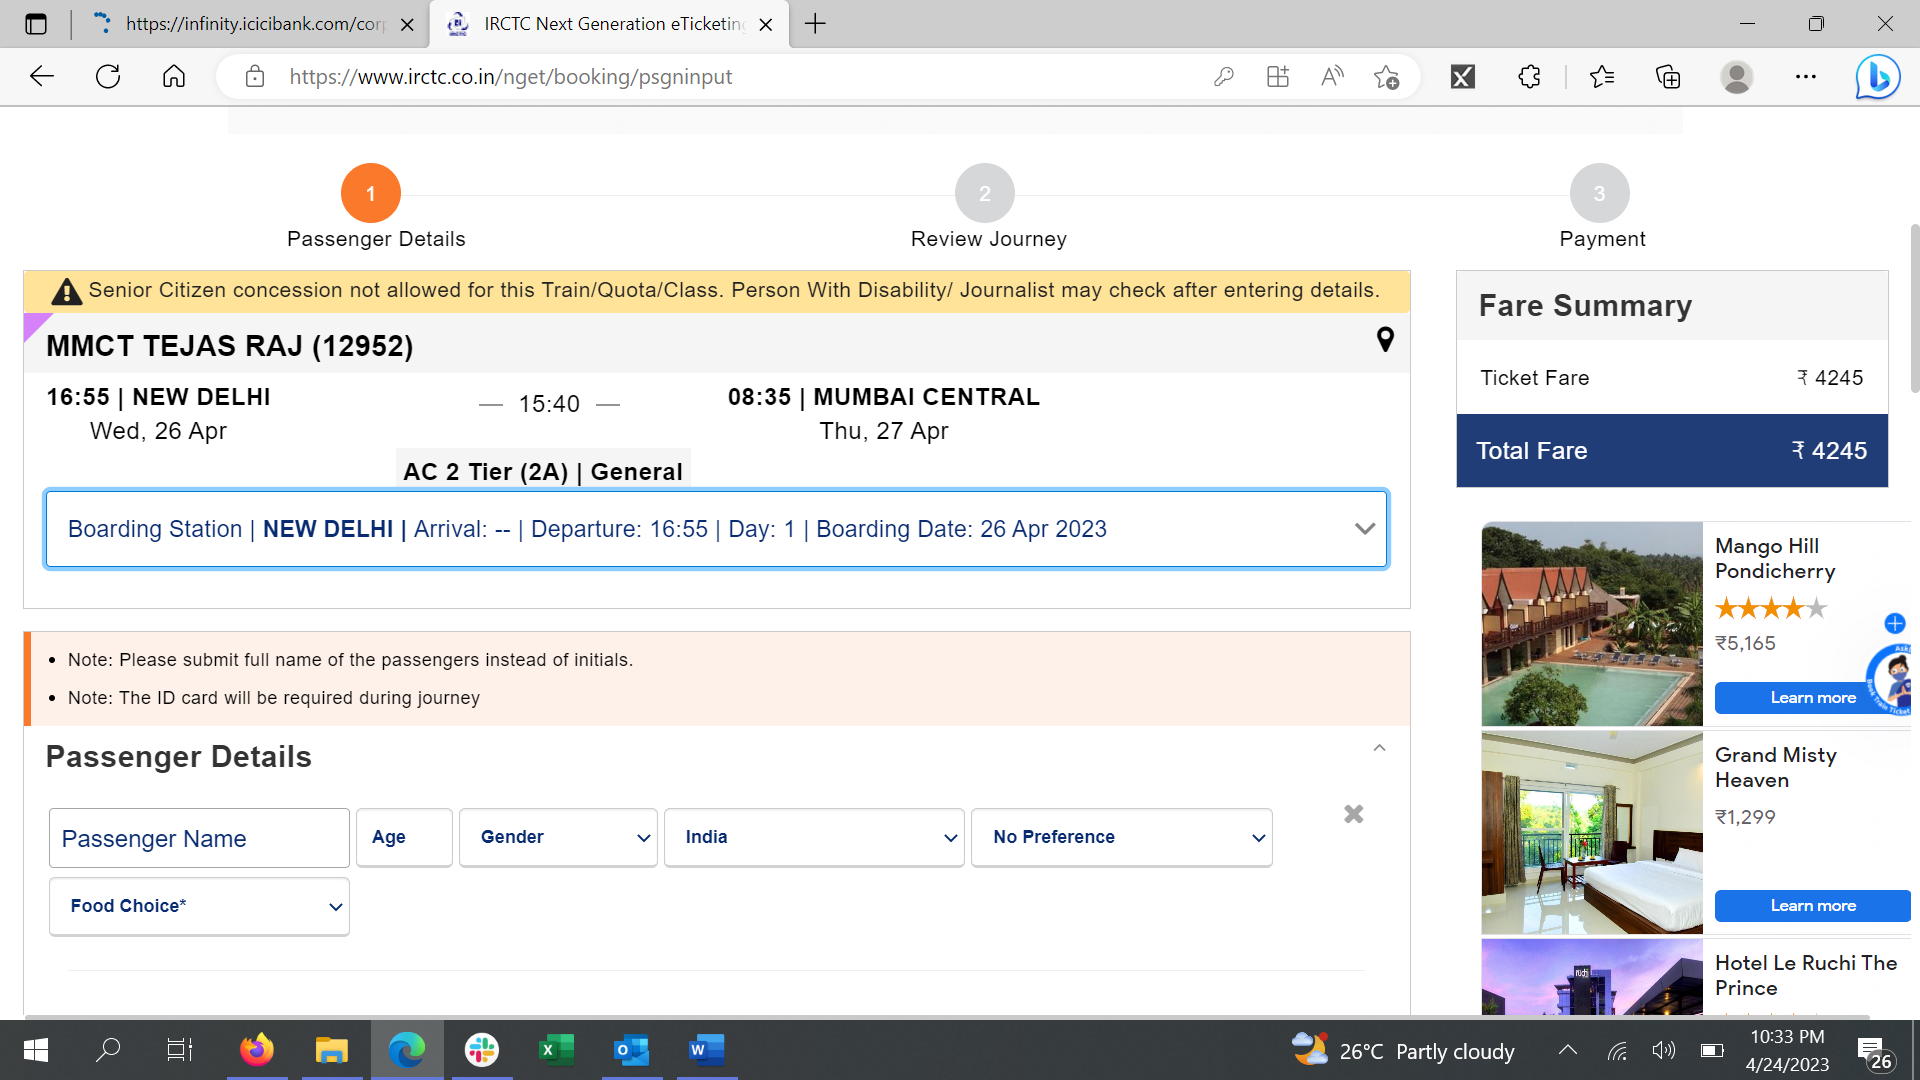 https://infinity.icicibank.com/corp
IRCTC Next Generation eTicketing
https://www.irctc.co.in/nget/booking/psgninput
1
2
3
Passenger Details
Review Journey
Payment
Senior Citizen concession not allowed for this Train/Quota/Class. Person With Disability/ Journalist may check after entering details.
MMCT TEJAS RAJ (12952)
16:55 | NEW DELHI
— 15:40 —
08:35 | MUMBAI CENTRAL
Wed, 26 Apr
Thu, 27 Apr
AC 2 Tier (2A) | General
Boarding Station | NEW DELHI | Arrival: -- | Departure: 16:55 | Day: 1 | Boarding Date: 26 Apr 2023
Fare Summary
Ticket Fare ₹ 4245
Total Fare ₹ 4245
• Note: Please submit full name of the passengers instead of initials.
• Note: The ID card will be required during journey
Passenger Details
Passenger Name
Age
Gender
India
No Preference
Food Choice*
Mango Hill
Pondicherry
₹5,165
Learn more
Grand Misty
Heaven
₹1,299
Learn more
Hotel Le Ruchi The
Prince
26°C Partly cloudy
10:33 PM
4/24/2023
26